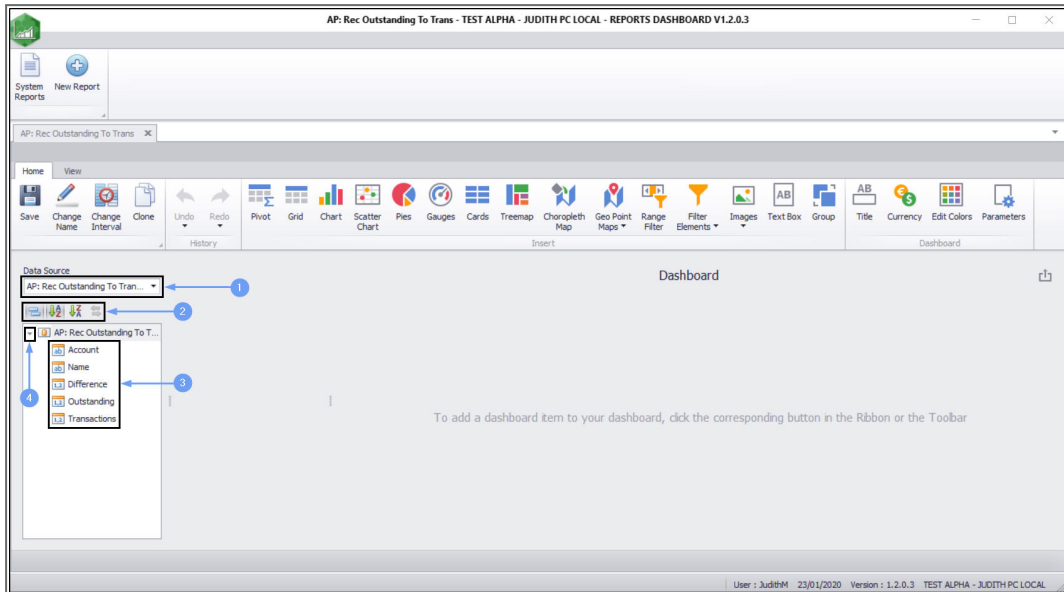 AP: Rec Outstanding To Trans - TEST ALPHA - JUDITH PC LOCAL - REPORTS DASHBOARD V1.2.0.3
System Reports
New Report
AP: Rec Outstanding To Trans
Home View
Save
Change Name
Change Interval
Clone
Undo
Redo
Pivot
Grid
Chart
Scatter Chart
Pies
Gauges
Cards
Treemap
Choropleth Map
Geo Point Maps
Range Filter
Filter Elements
Images
Text Box
Group
Title
Currency
Edit Colors
Parameters
History
Insert
Dashboard
Data Source
AP: Rec Outstanding To Tran...
1
Dashboard
2
AP: Rec Outstanding To T...
Account
Name
Difference
3
Outstanding
4
Transactions
To add a dashboard item to your dashboard, click the corresponding button in the Ribbon or the Toolbar
User : JudithM 23/01/2020 Version : 1.2.0.3 TEST ALPHA - JUDITH PC LOCAL